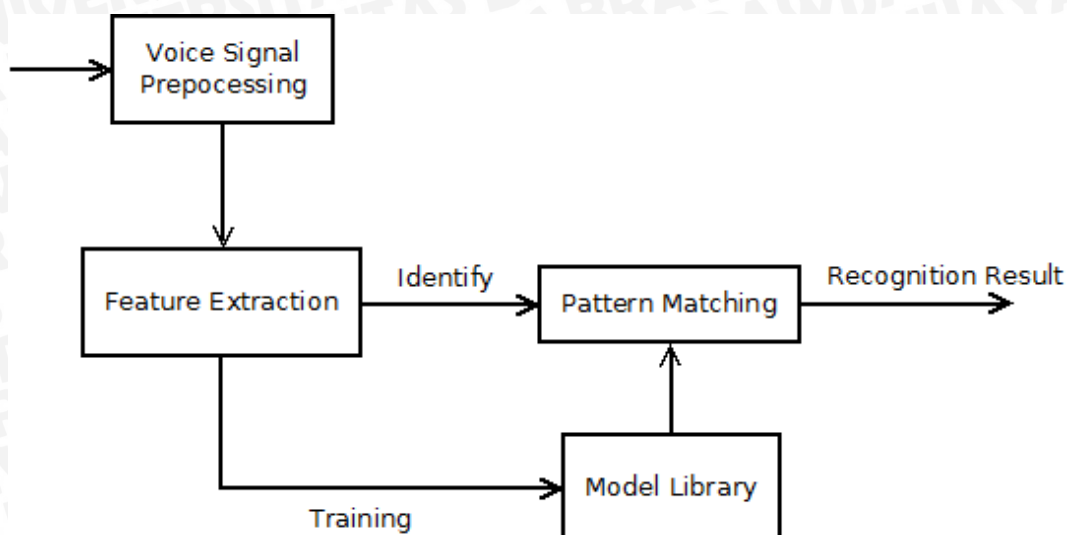 Voice Signal
Prepocessing
Feature Extraction
Identify
Pattern Matching
Recognition Result
Model Library
Training